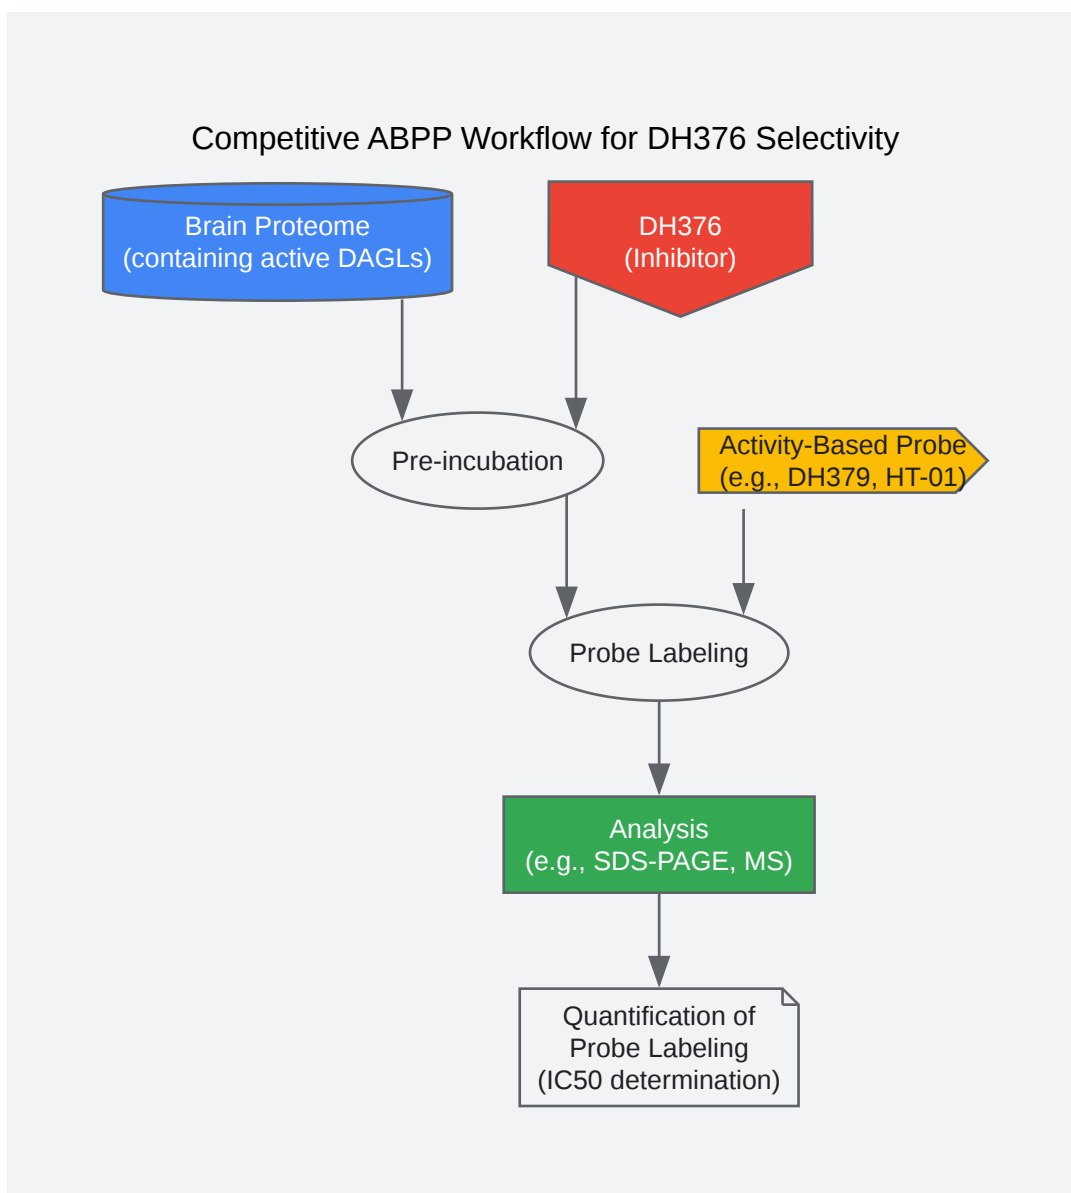 Competitive ABPP Workflow for DH376 Selectivity
Brain Proteome
(containing active DAGLs)
DH376
(Inhibitor)
Pre-incubation
Activity-Based Probe
(e.g., DH379, HT-01)
Probe Labeling
Analysis
(e.g., SDS-PAGE, MS)
Quantification of
Probe Labeling
(IC50 determination)